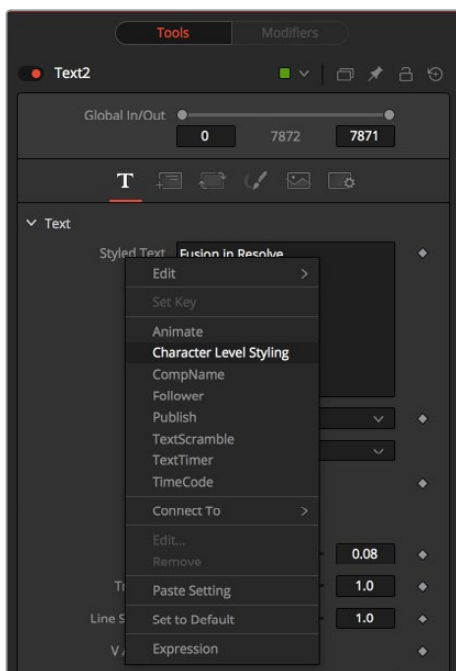 Tools Modifiers
Text2
Global In/Out
0 7872 7871
T
Text
Styled Text Fusion in Resolve
Edit
Set Key
Animate
Character Level Styling
CompName
Follower
Publish
TextScramble
TextTimer
TimeCode
Connect To
Edit...
Remove
0.08
Paste Setting
1.0
Line S
Set to Default
1.0
Expression